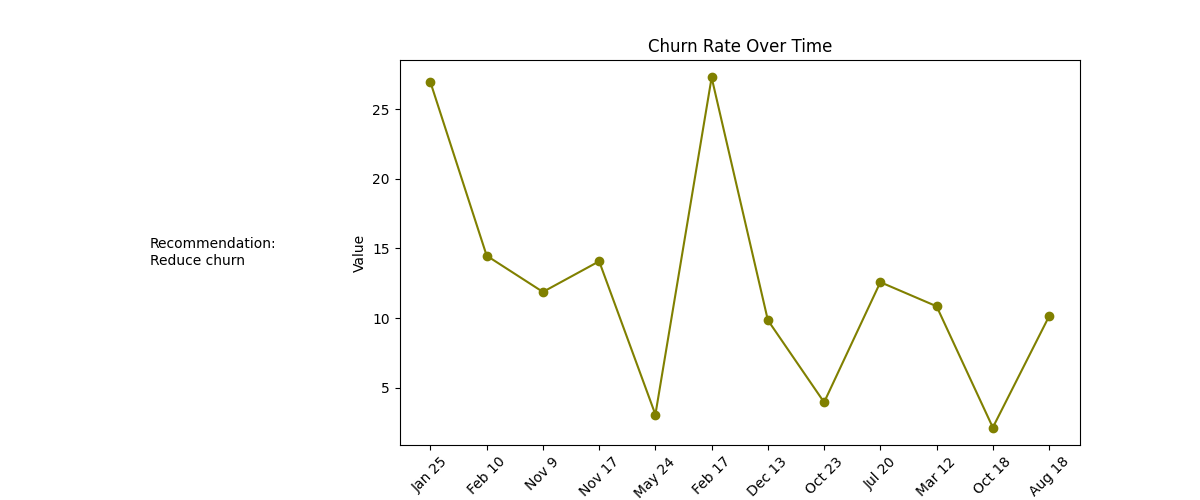 Churn Rate Over Time
Recommendation:
Reduce churn
Value
25
20
15
10
5
Jan 25
Feb 10
Nov 9
Nov 17
May 24
Feb 17
Dec 13
Oct 23
Jul 20
Mar 12
Oct 18
Aug 18